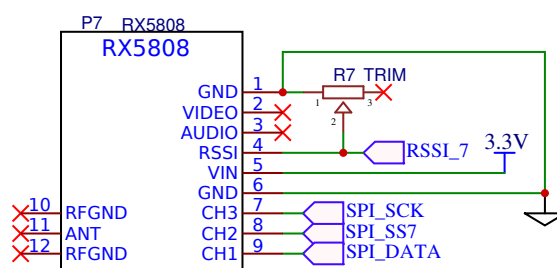 P7 RX5808
RX5808
GND 1
VIDEO 2
AUDIO 3
RSSI 4
VIN 5
GND 6
CH3 7
CH2 8
CH1 9
10 RFGND
11 ANT
12 RFGND
R7 TRIM
1 3
2
RSSI_7
3.3V
SPI_SCK
SPI_SS7
SPI_DATA